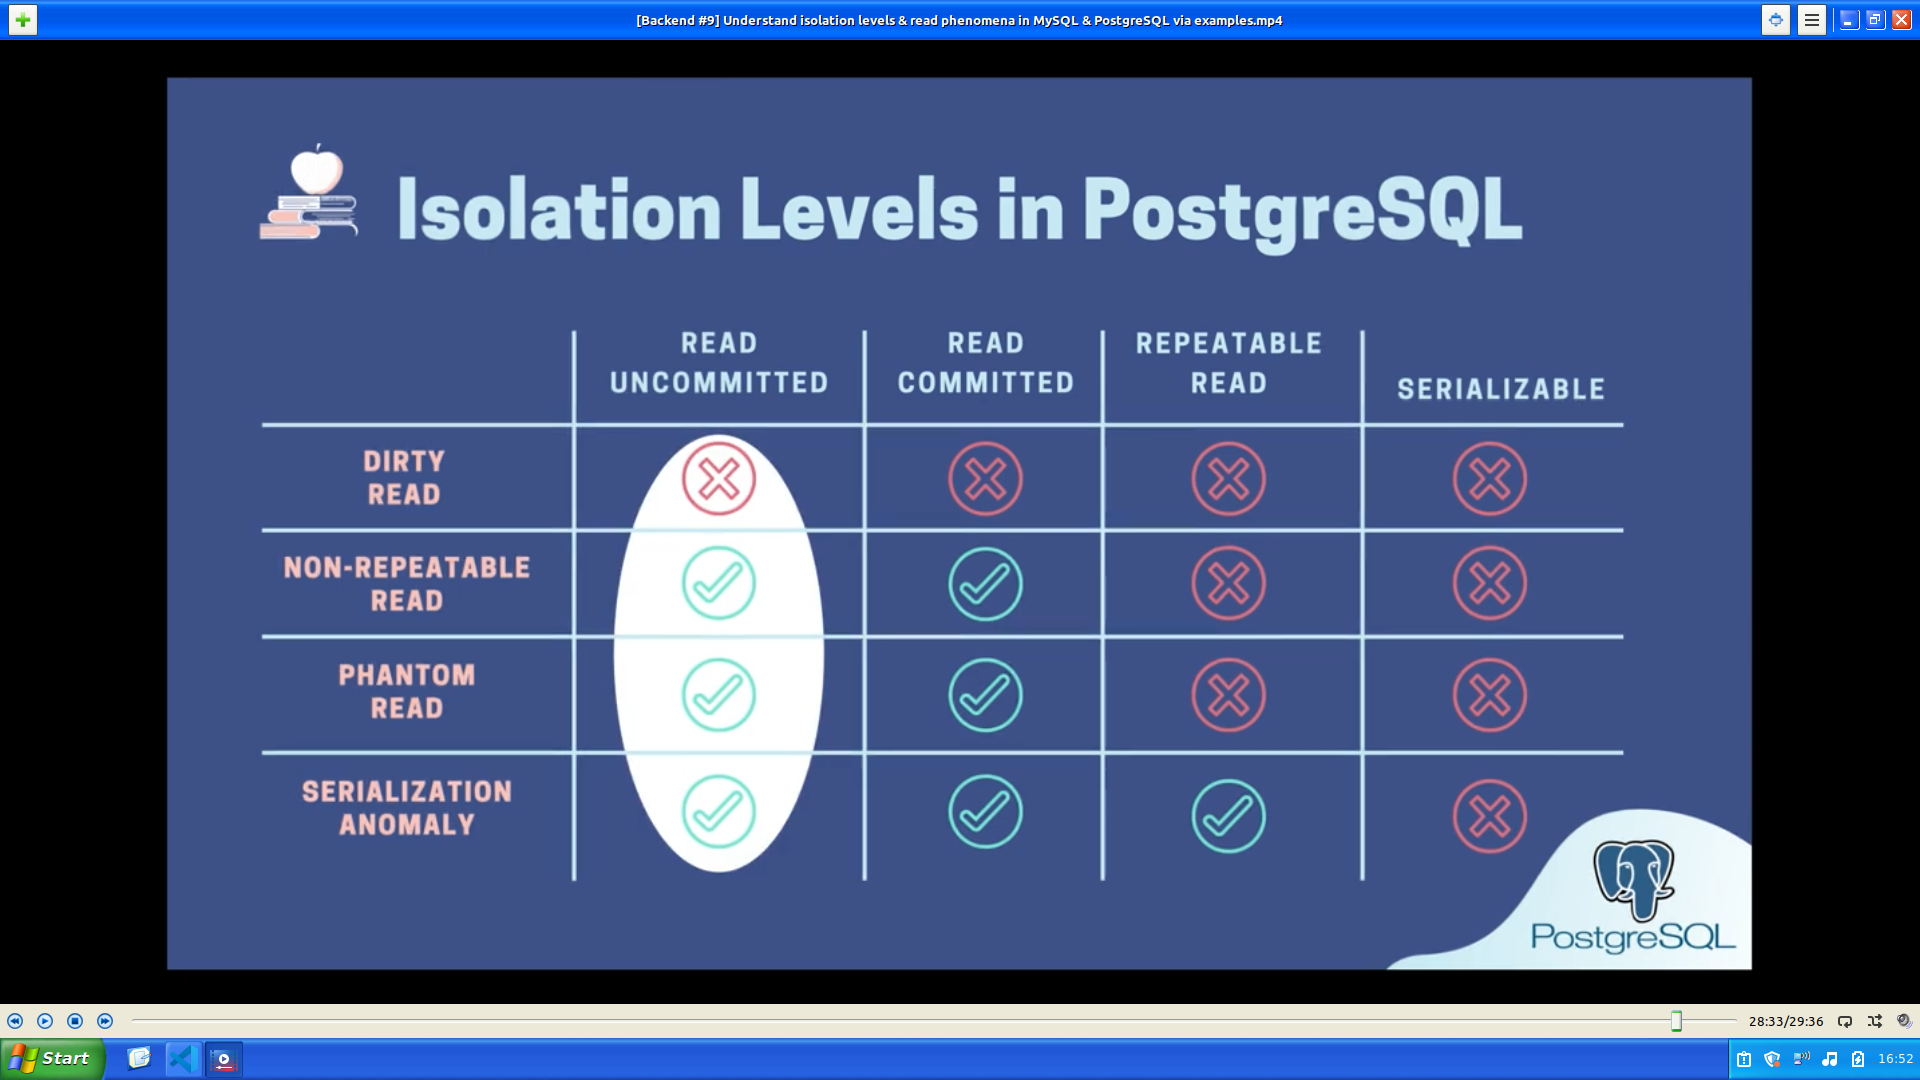 [Backend #9] Understand isolation levels & read phenomena in MySQL & PostgreSQL via examples.mp4
Isolation Levels in PostgreSQL
READ
UNCOMMITTED
READ
COMMITTED
REPEATABLE
READ
SERIALIZABLE
DIRTY
READ
NON-REPEATABLE
READ
PHANTOM
READ
SERIALIZATION
ANOMALY
PostgreSQL
28:33/29:36
Start
16:52